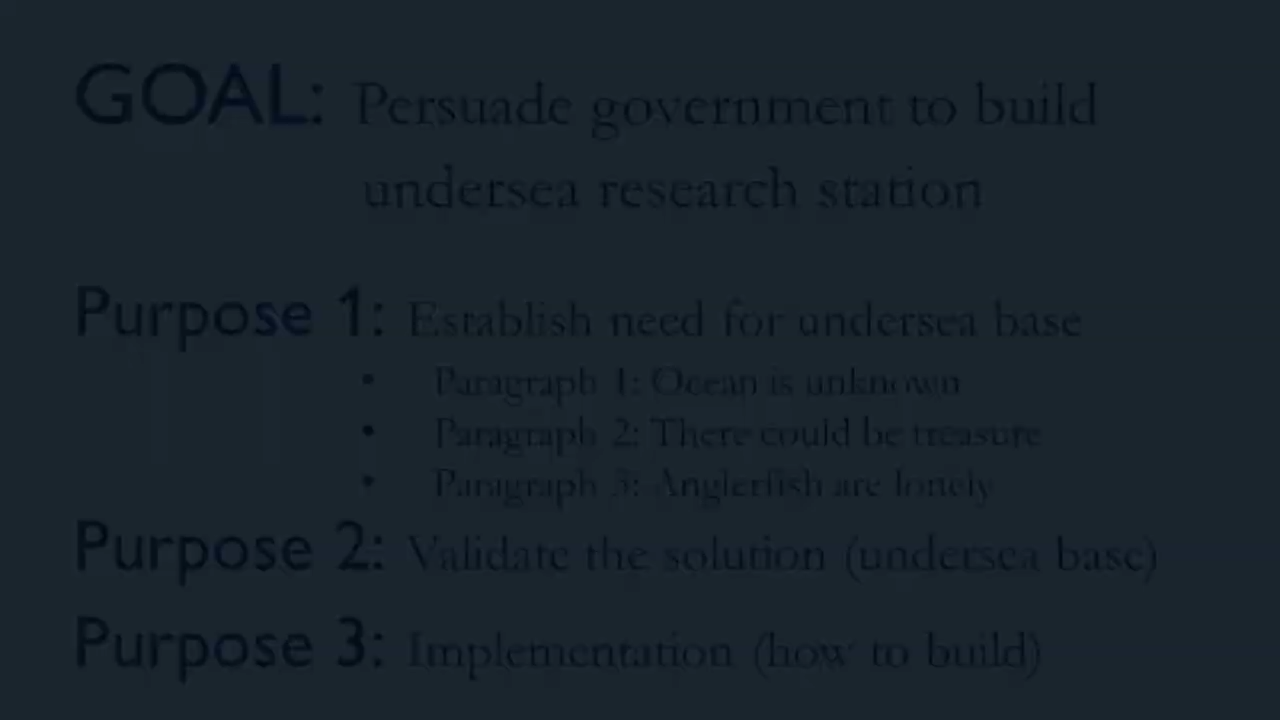 GOAL: Persuade government to build
undersea research station
Purpose 1: Establish need for undersea base
• Paragraph 1: Ocean is unknown
• Paragraph 2: There could be treasure
• Paragraph 3: Anglerfish are lonely
Purpose 2: Validate the solution (undersea base)
Purpose 3: Implementation (how to build)